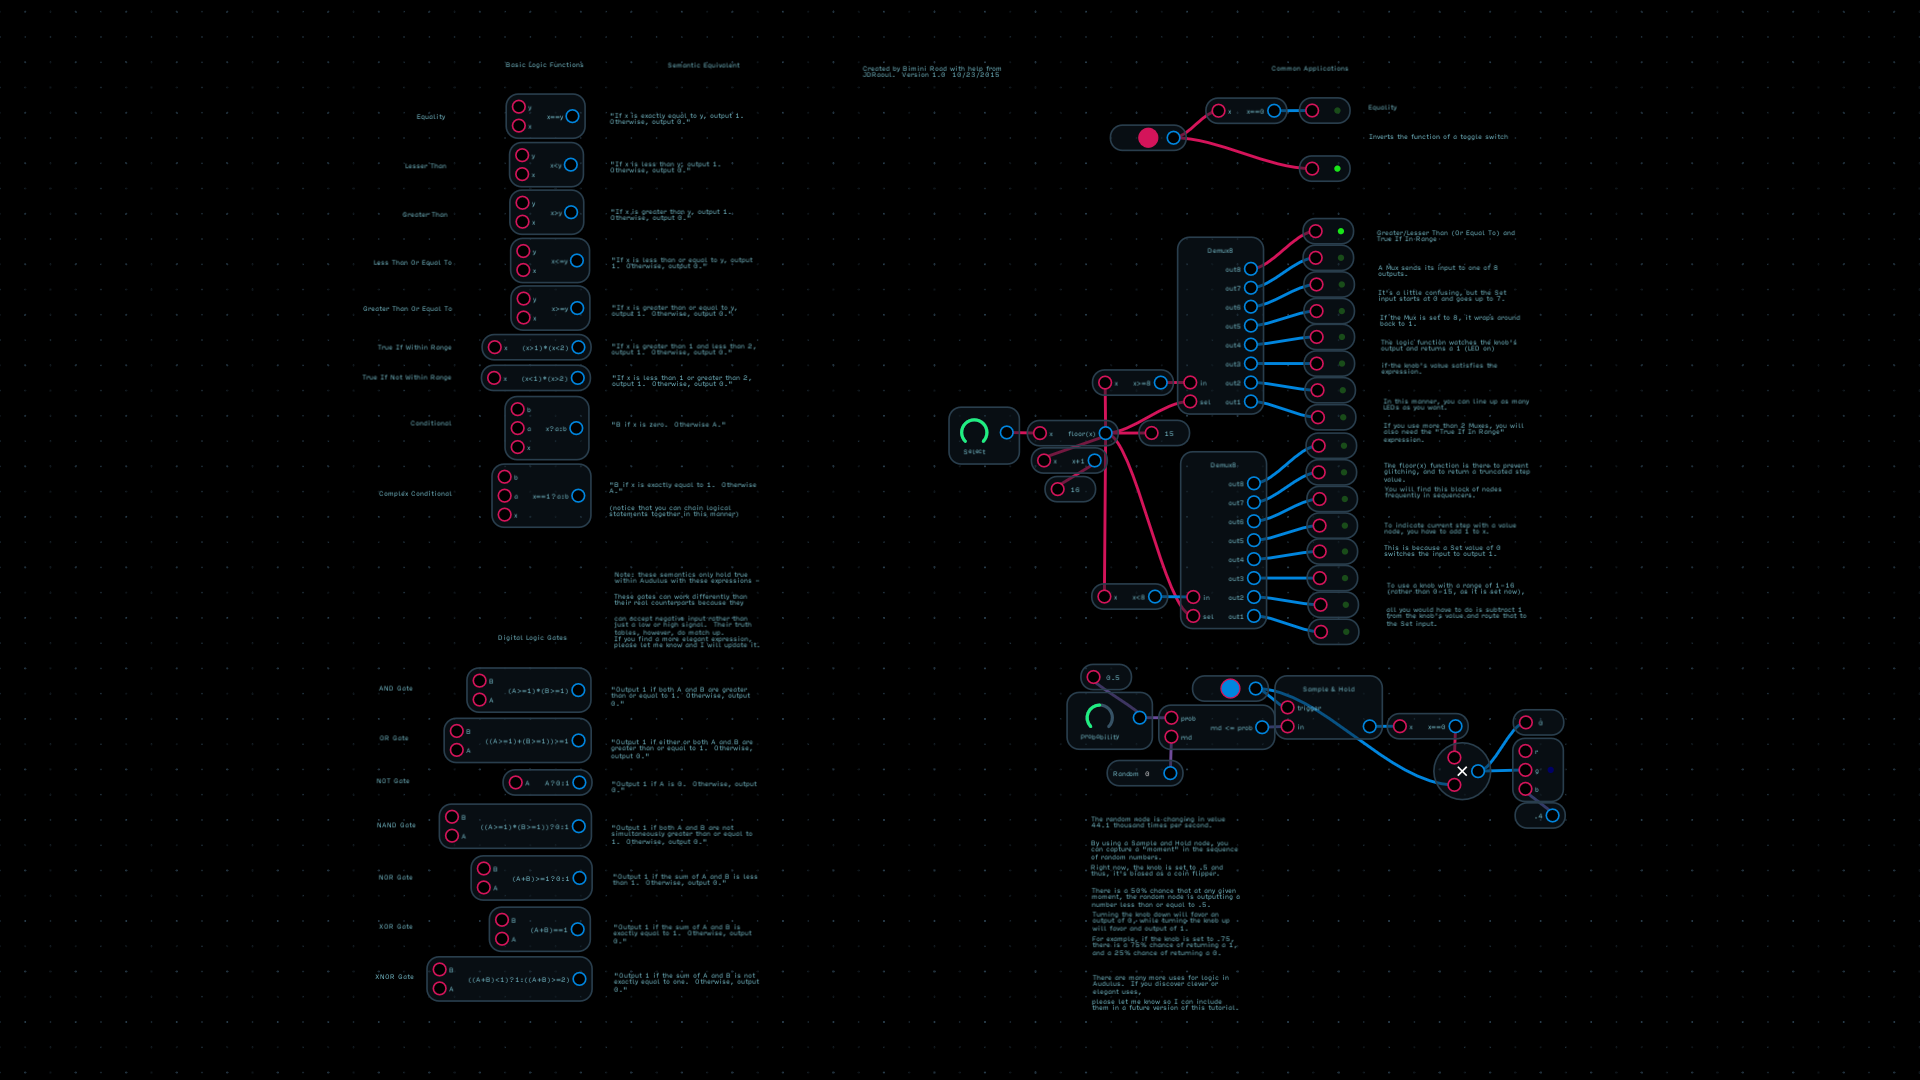 Basic Logic Functions
Semantic Equivalent
Equality
y
x
x==y
"If x is exactly equal to y, output 1.
Otherwise, output 0."
Lesser Than
y
x
x<y
"If x is less than y, output 1.
Otherwise, output 0."
Greater Than
y
x
x>y
"If x is greater than y, output 1.
Otherwise, output 0."
Less Than Or Equal To
y
x
x<=y
"If x is less than or equal to y, output
1. Otherwise, output 0."
Greater Than Or Equal To
y
x
x>=y
"If x is greater than or equal to y,
output 1. Otherwise, output 0."
True If Within Range
x
(x>1)*(x<2)
"If x is greater than 1 and less than 2,
output 1. Otherwise, output 0."
True If Not Within Range
x
(x<1)*(x>2)
"If x is less than 1 or greater than 2,
output 1. Otherwise, output 0."
Conditional
b
a
x
x?a:b
"B if x is zero. Otherwise A."
Complex Conditional
b
a
x
x==1?a:b
"B if x is exactly equal to 1. Otherwise
A."
(notice that you can chain logical
statements together in this manner)
Note: these semantics only hold true
within Audulus with these expressions -
These gates can work differently than
their real counterparts because they
can accept negative input rather than
just a low or high signal. Their truth
tables, however, do match up.
If you find a more elegant expression,
please let me know and I will update it.
Digital Logic Gates
AND Gate
B
A
(A>=1)*(B>=1)
"Output 1 if both A and B are greater
than or equal to 1. Otherwise, output
0."
OR Gate
B
A
((A>=1)+(B>=1))>=1
"Output 1 if either or both A and B are
greater than or equal to 1. Otherwise,
output 0."
NOT Gate
A
A?0:1
"Output 1 if A is 0. Otherwise, output
0."
NAND Gate
B
A
((A>=1)*(B>=1))?0:1
"Output 1 if both A and B are not
simultaneously greater than or equal to
1. Otherwise, output 0."
NOR Gate
B
A
(A+B)>=1?0:1
"Output 1 if the sum of A and B is less
than 1. Otherwise, output 0."
XOR Gate
B
A
(A+B)==1
"Output 1 if the sum of A and B is
exactly equal to 1. Otherwise, output
0."
XNOR Gate
B
A
((A+B)<1)?1:((A+B)>=2)
"Output 1 if the sum of A and B is not
exactly equal to one. Otherwise, output
0."
Created by Bimini Road with help from
JDRaoul. Version 1.0 10/23/2015
Common Applications
x
x==0
Equality
Inverts the function of a toggle switch
Select
x
floor(x)
x
x+1
16
15
x
x>=8
x
x<8
Demux8
out8
out7
out6
out5
out4
out3
in
out2
sel
out1
Demux8
out8
out7
out6
out5
out4
out3
in
out2
sel
out1
Greater/Lesser Than (Or Equal To) and
True If In Range
A Mux sends its input to one of 8
outputs.
It's a little confusing, but the Set
input starts at 0 and goes up to 7.
If the Mux is set to 8, it wraps around
back to 1.
The logic function watches the knob's
output and returns a 1 (LED on)
if the knob's value satisfies the
expression.
In this manner, you can line up as many
LEDs as you want.
If you use more than 2 Muxes, you will
also need the "True If In Range"
expression.
The floor(x) function is there to prevent
glitching, and to return a truncated step
value.
You will find this block of nodes
frequently in sequencers.
To indicate current step with a value
node, you have to add 1 to x.
This is because a Set value of 0
switches the input to output 1.
To use a knob with a range of 1-16
(rather than 0-15, as it is set now),
all you would have to do is subtract 1
from the knob's value and route that to
the Set input.
0.5
probability
prob
rnd
rnd <= prob
Random 0
Sample & Hold
trigger
in
x
x==0
0
r
g
b
.4
The random node is changing in value
44.1 thousand times per second.
By using a Sample and Hold node, you
can capture a "moment" in the sequence
of random numbers.
Right now, the knob is set to .5 and
thus, it's biased as a coin flipper.
There is a 50% chance that at any given
moment, the random node is outputting a
number less than or equal to .5.
Turning the knob down will favor an
output of 0, while turning the knob up
will favor and output of 1.
For example, if the knob is set to .75,
there is a 75% chance of returning a 1,
and a 25% chance of returning a 0.
There are many more uses for logic in
Audulus. If you discover clever or
elegant uses,
please let me know so I can include
them in a future version of this tutorial.